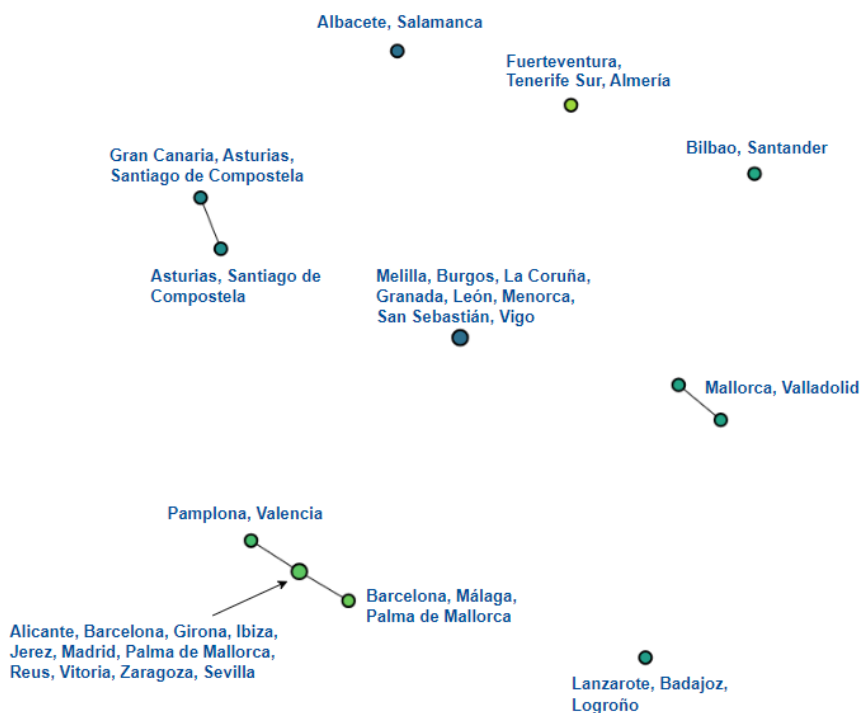 Albacete, Salamanca
Fuerteventura,
Tenerife Sur, Almería
Bilbao, Santander
Gran Canaria, Asturias,
Santiago de Compostela
Asturias, Santiago de
Compostela
Melilla, Burgos, La Coruña,
Granada, León, Menorca,
San Sebastián, Vigo
Mallorca, Valladolid
Pamplona, Valencia
Barcelona, Málaga,
Palma de Mallorca
Alicante, Barcelona, Girona, Ibiza,
Jerez, Madrid, Palma de Mallorca,
Reus, Vitoria, Zaragoza, Sevilla
Lanzarote, Badajoz,
Logroño